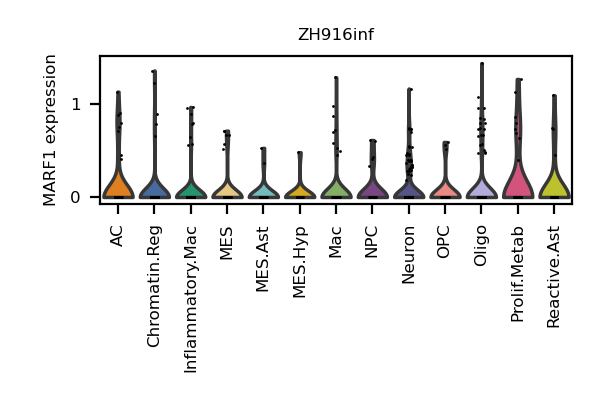 ZH916inf
MARF1 expression
1
0
AC
Chromatin.Reg
Inflammatory.Mac
MES
MES.Ast
MES.Hyp
Mac
NPC
Neuron
OPC
Oligo
Prolif.Metab
Reactive.Ast